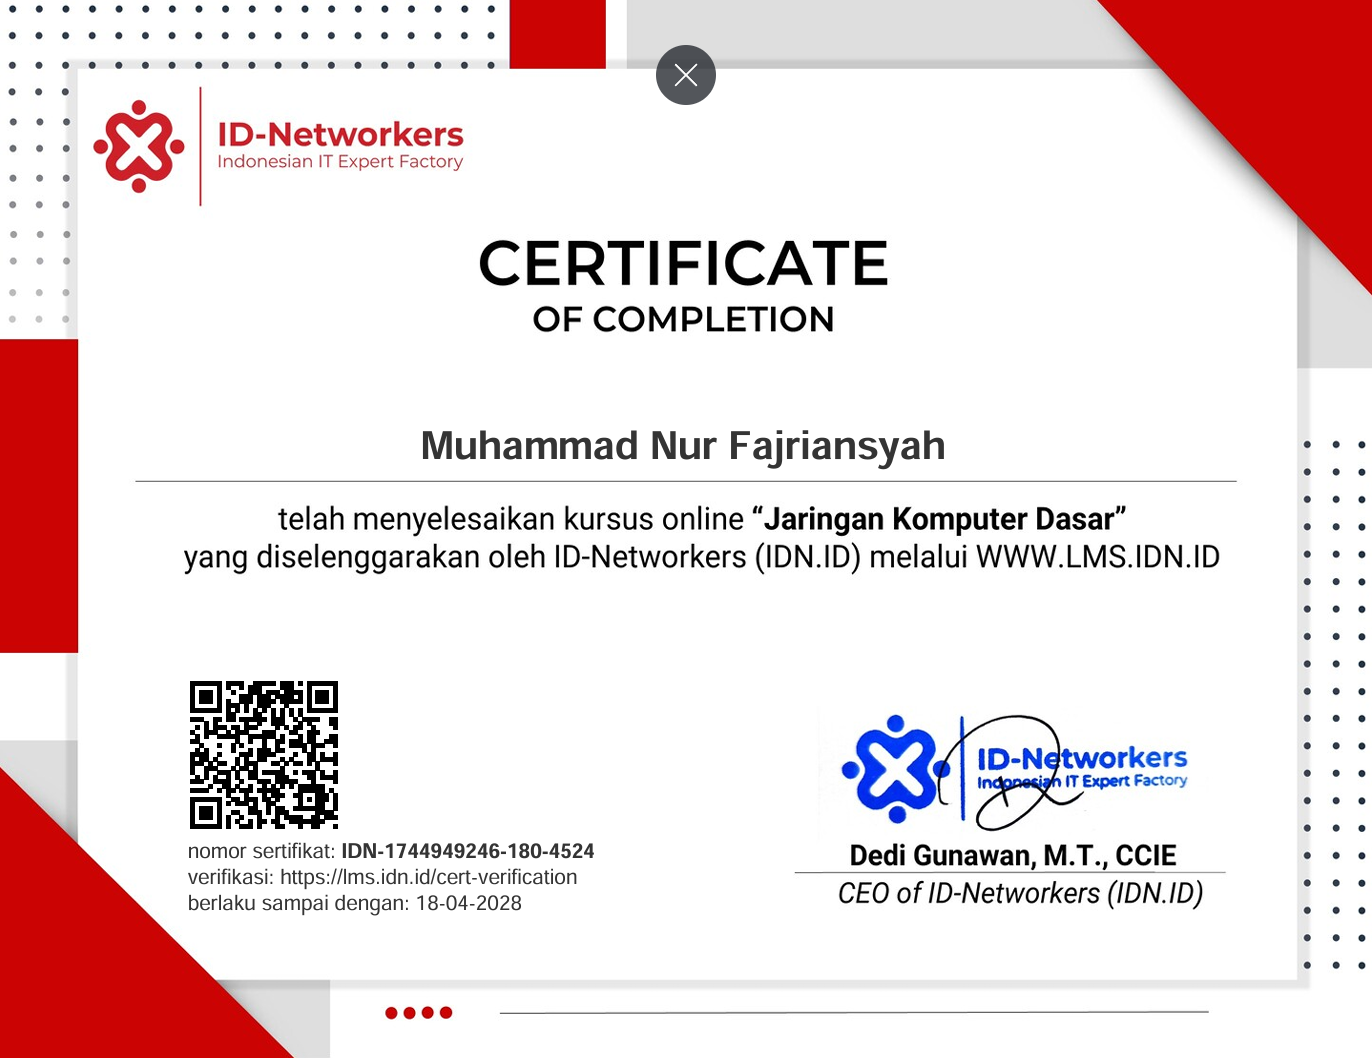 ID-Networkers
Indonesian IT Expert Factory
CERTIFICATE
OF COMPLETION
Muhammad Nur Fajriansyah
telah menyelesaikan kursus online “Jaringan Komputer Dasar”
yang diselenggarakan oleh ID-Networkers (IDN.ID) melalui WWW.LMS.IDN.ID
nomor sertifikat: IDN-1744949246-180-4524
verifikasi: https://lms.idn.id/cert-verification
berlaku sampai dengan: 18-04-2028
ID-Networkers
Indonesian IT Expert Factory
Dedi Gunawan, M.T., CCIE
CEO of ID-Networkers (IDN.ID)